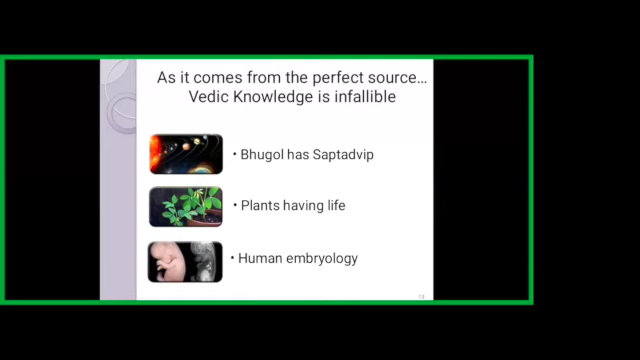 As it comes from the perfect source…
Vedic Knowledge is infallible
• Bhugol has Saptadvip
• Plants having life
• Human embryology
13